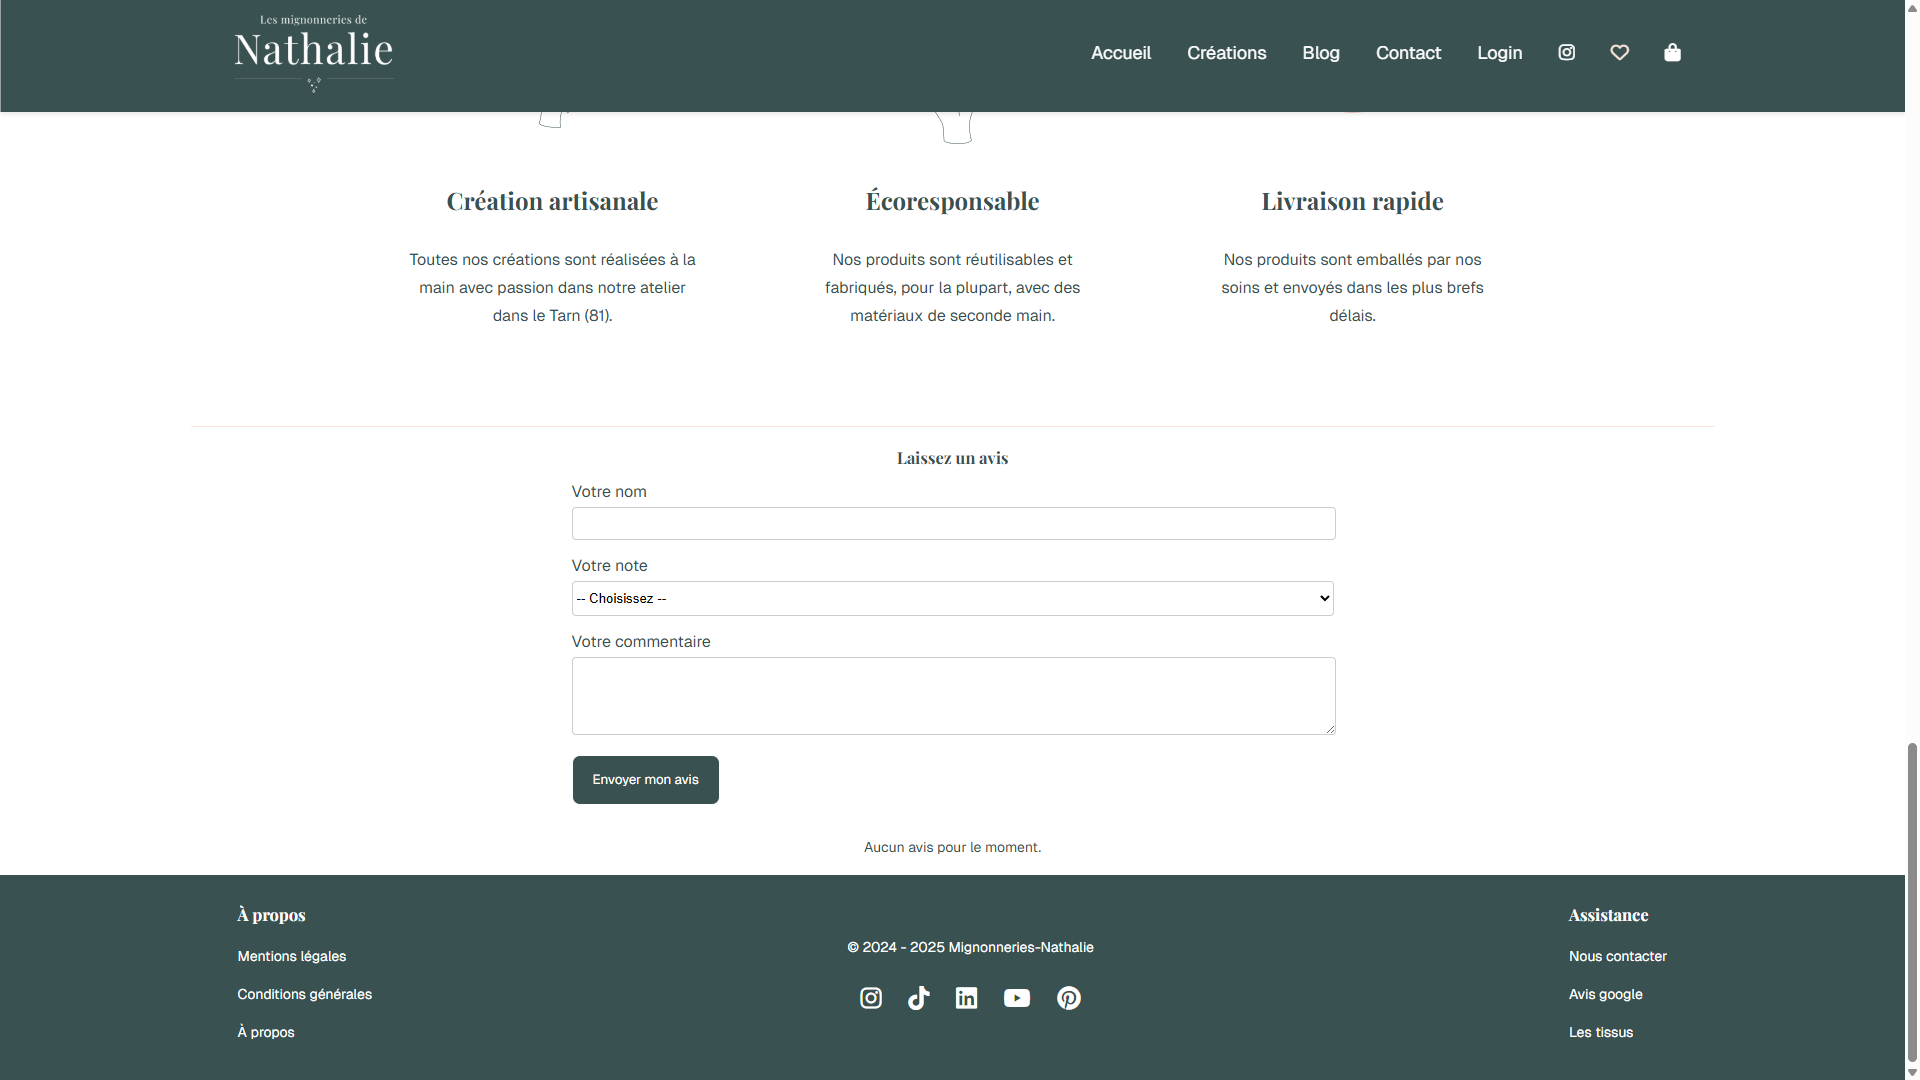 Les mignonneries de
Nathalie
Accueil
Créations
Blog
Contact
Login
Création artisanale
Toutes nos créations sont réalisées à la
main avec passion dans notre atelier
dans le Tarn (81).
Écoresponsable
Nos produits sont réutilisables et
fabriqués, pour la plupart, avec des
matériaux de seconde main.
Livraison rapide
Nos produits sont emballés par nos
soins et envoyés dans les plus brefs
délais.
Laissez un avis
Votre nom
Votre note
-- Choisissez --
Votre commentaire
Envoyer mon avis
Aucun avis pour le moment.
À propos
Mentions légales
Conditions générales
À propos
© 2024 - 2025 Mignonneries-Nathalie
Assistance
Nous contacter
Avis google
Les tissus